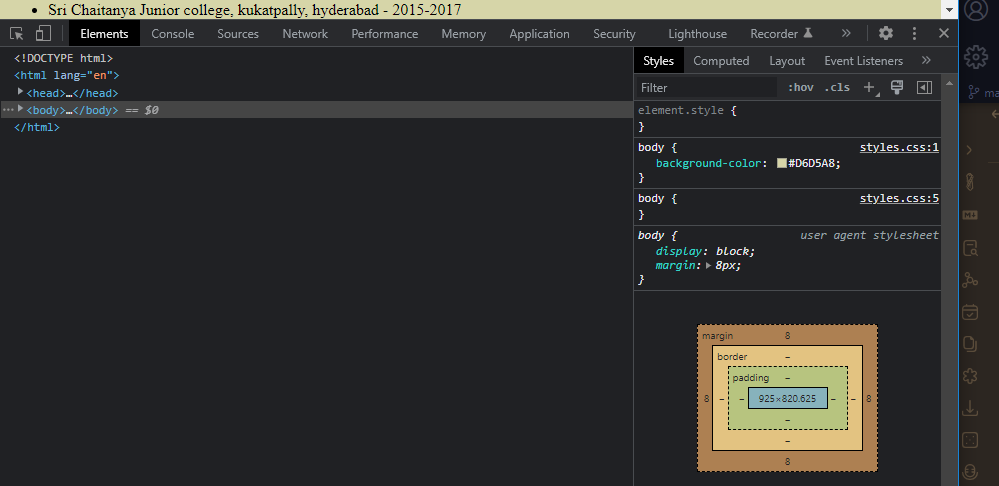 Sri Chaitanya Junior college, kukatpally, hyderabad - 2015-2017
Elements Console Sources Network Performance Memory Application Security Lighthouse Recorder »
<!DOCTYPE html>
<html lang="en">
<head>…</head>
<body>…</body> == $0
</html>
Styles Computed Layout Event Listeners »
Filter :hov .cls +
element.style {
}
body { styles.css:1
background-color: #D6D5A8;
}
body { styles.css:5
}
body { user agent stylesheet
display: block;
margin: 8px;
}
margin 8
border –
padding –
8 – – 925×820.625 – – 8
–
–
8
ma